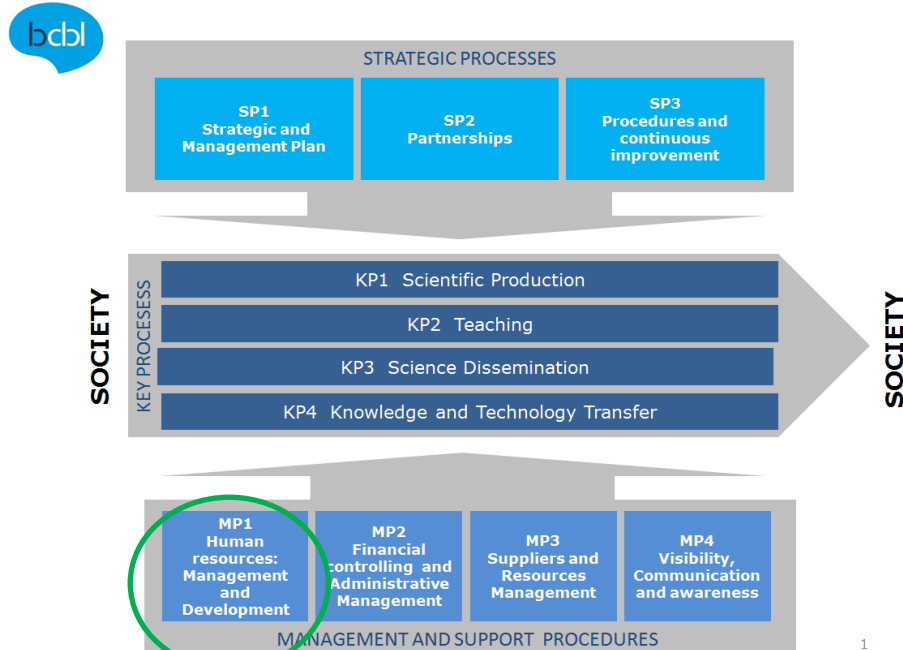 bcbl
STRATEGIC PROCESSES
SP1
Strategic and
Management Plan
SP2
Partnerships
SP3
Procedures and
continuous
improvement
SOCIETY
KEY PROCESESS
KP1 Scientific Production
KP2 Teaching
KP3 Science Dissemination
KP4 Knowledge and Technology Transfer
SOCIETY
MP1
Human
resources:
Management
and
Development
MP2
Financial
controlling and
Administrative
Management
MP3
Suppliers and
Resources
Management
MP4
Visibility,
Communication
and awareness
MANAGEMENT AND SUPPORT PROCEDURES
1